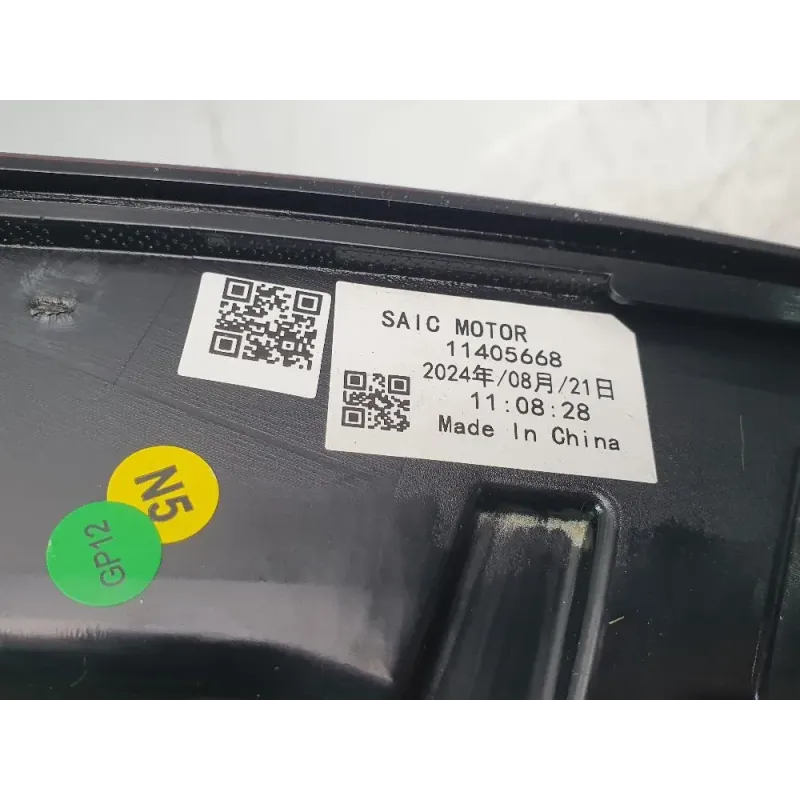 SAIC MOTOR
11405668
2024年/08月/21日
11:08:28
Made In China
5N
GP12